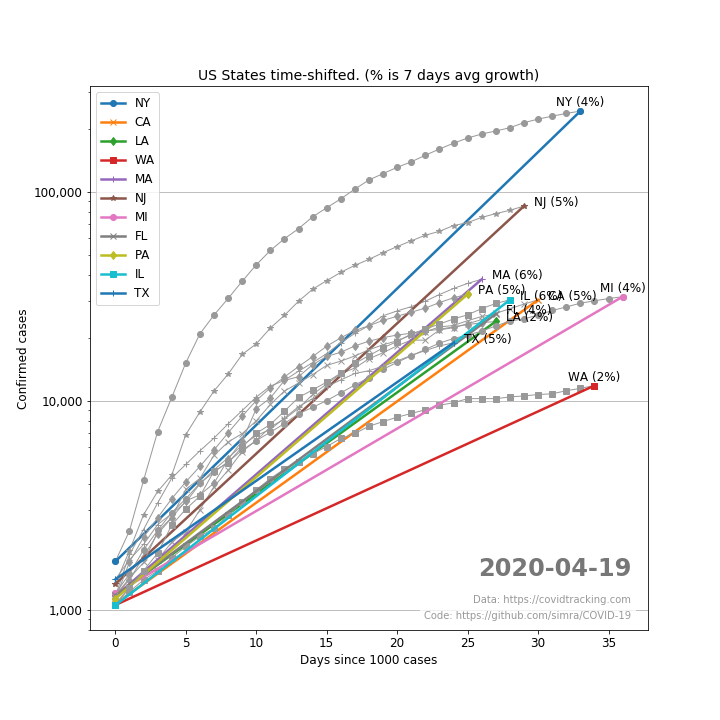 US States time-shifted. (% is 7 days avg growth)
NY
CA
LA
WA
MA
NJ
MI
FL
PA
IL
TX
NY (4%)
NJ (5%)
MA (6%)
PA (5%)
IL (6%)
CA (5%)
MI (4%)
FL (4%)
LA (2%)
TX (5%)
WA (2%)
100,000
10,000
1,000
Confirmed cases
2020-04-19
Data: https://covidtracking.com
Code: https://github.com/simra/COVID-19
0 5 10 15 20 25 30 35
Days since 1000 cases